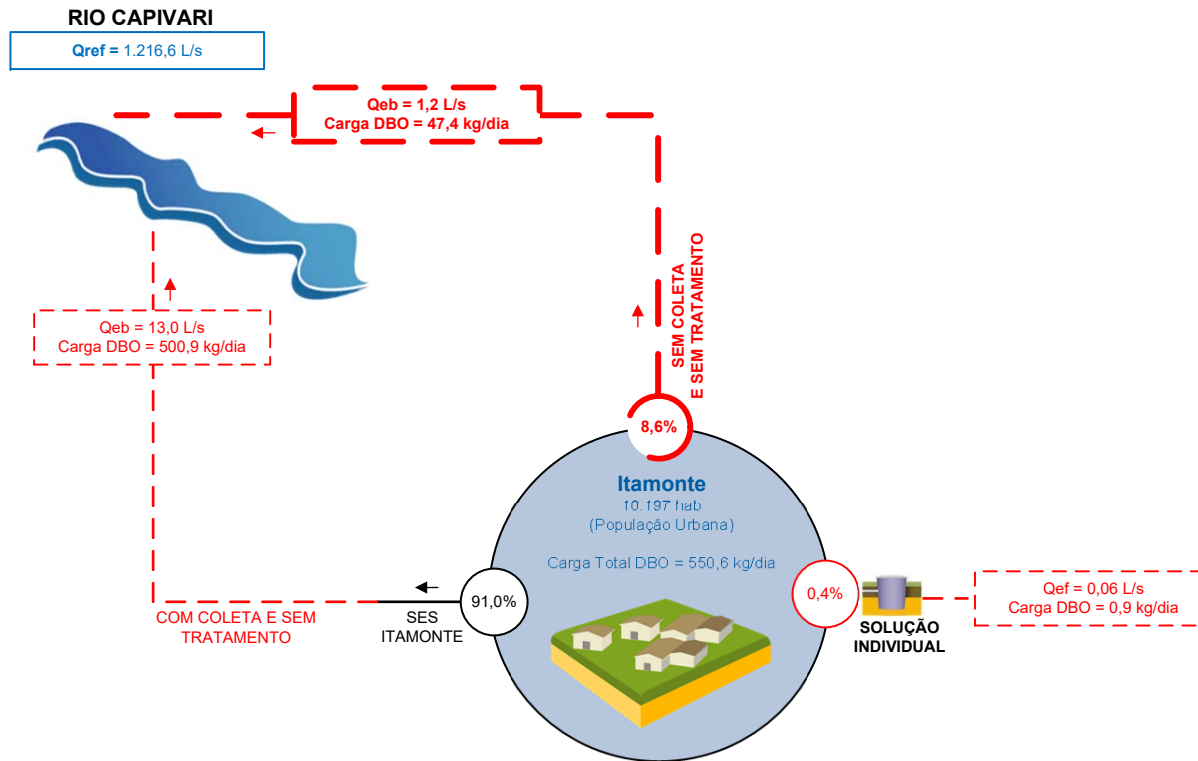 RIO CAPIVARI
Qref = 1.216,6 L/s
Qeb = 1,2 L/s
Carga DBO = 47,4 kg/dia
SEM COLETA
E SEM TRATAMENTO
Qeb = 13,0 L/s
Carga DBO = 500,9 kg/dia
8,6%
Itamonte
10.197 hab
(População Urbana)
Carga Total DBO = 550,6 kg/dia
91,0%
SES
ITAMONTE
COM COLETA E SEM
TRATAMENTO
0,4%
SOLUÇÃO
INDIVIDUAL
Qef = 0,06 L/s
Carga DBO = 0,9 kg/dia